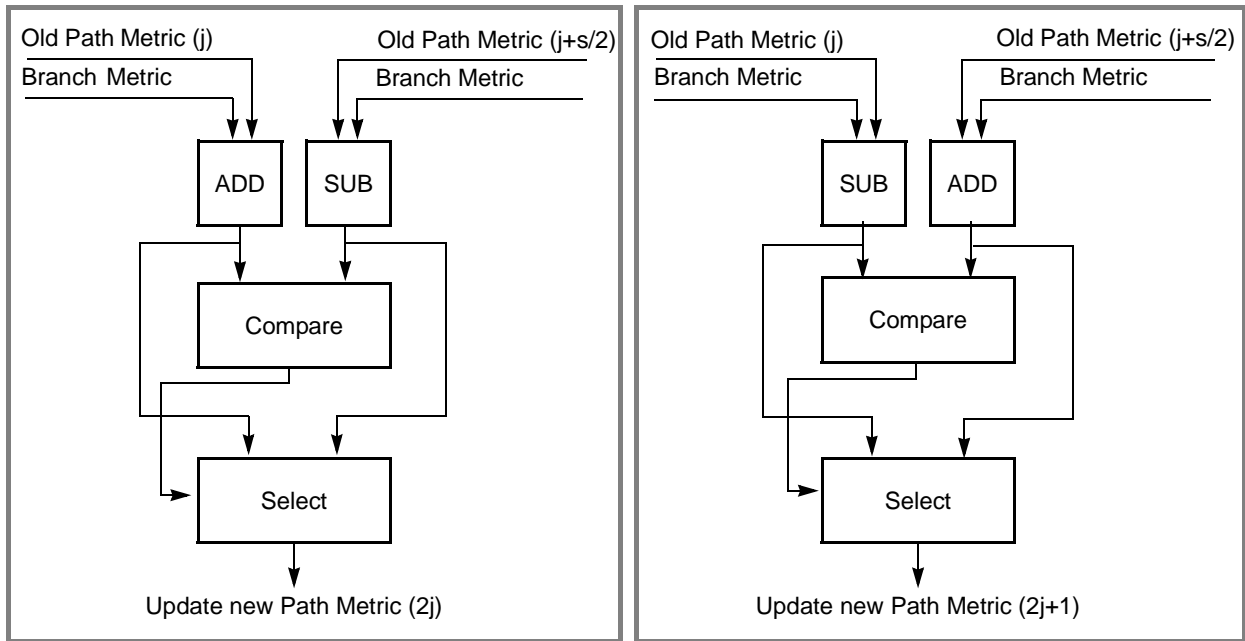 Old Path Metric (j)
Old Path Metric (j+s/2)
Branch Metric
Branch Metric
ADD
SUB
Compare
Select
Update new Path Metric (2j)
Old Path Metric (j)
Old Path Metric (j+s/2)
Branch Metric
Branch Metric
SUB
ADD
Compare
Select
Update new Path Metric (2j+1)